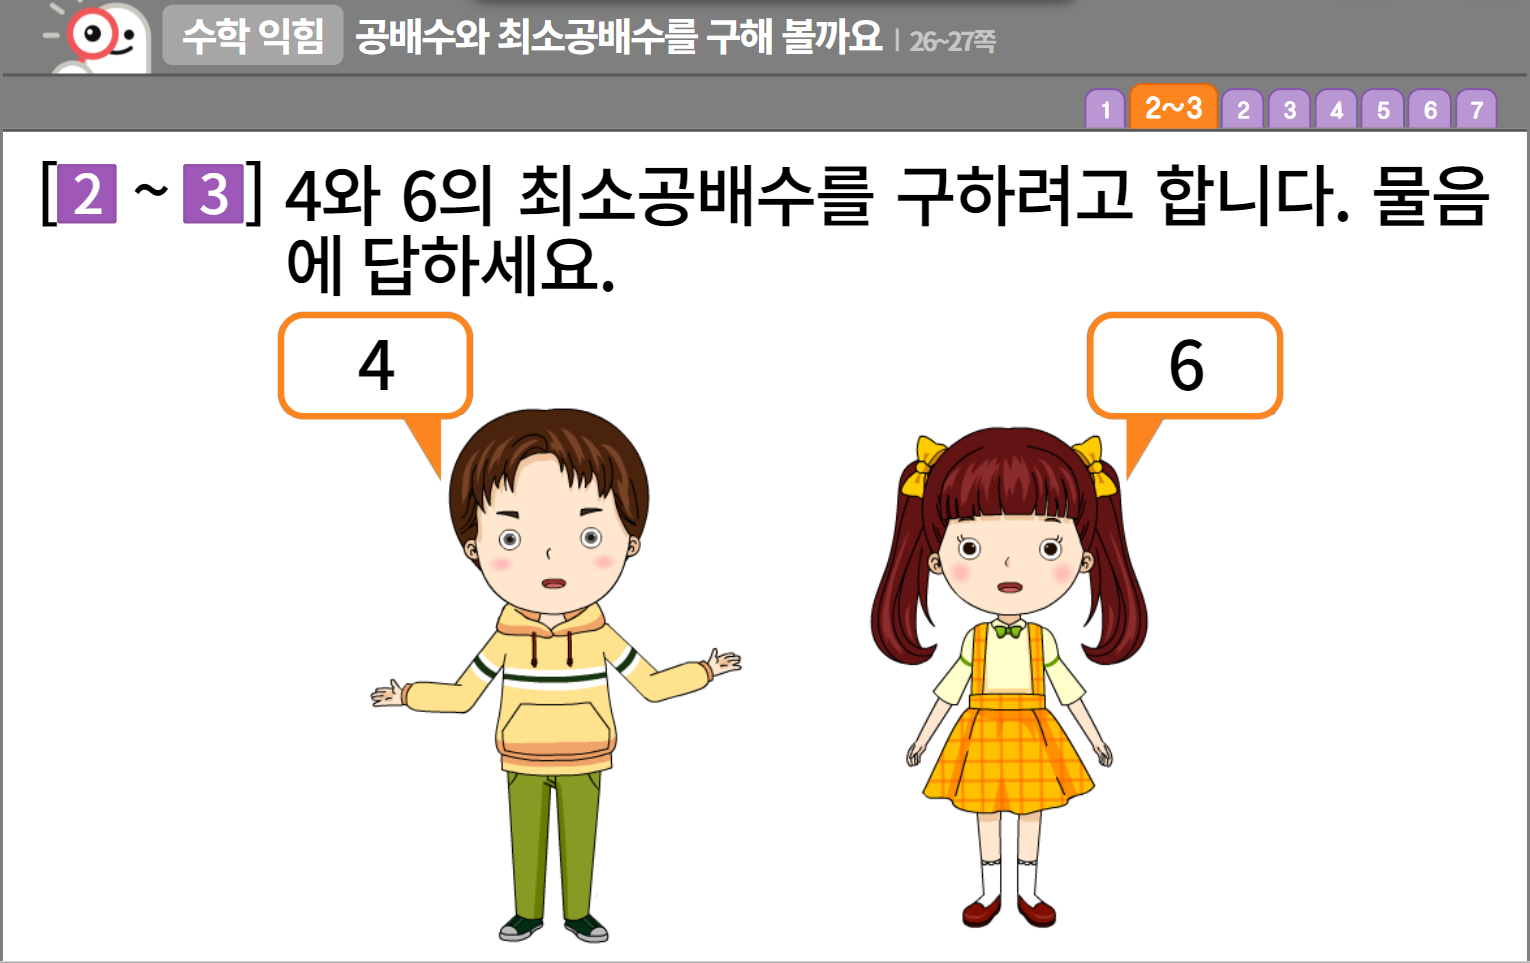 수학 익힘 공배수와 최소공배수를 구해 볼까요 | 26~27쪽
1 2~3 2 3 4 5 6 7
[2 ~ 3] 4와 6의 최소공배수를 구하려고 합니다. 물음
에 답하세요.
4
6